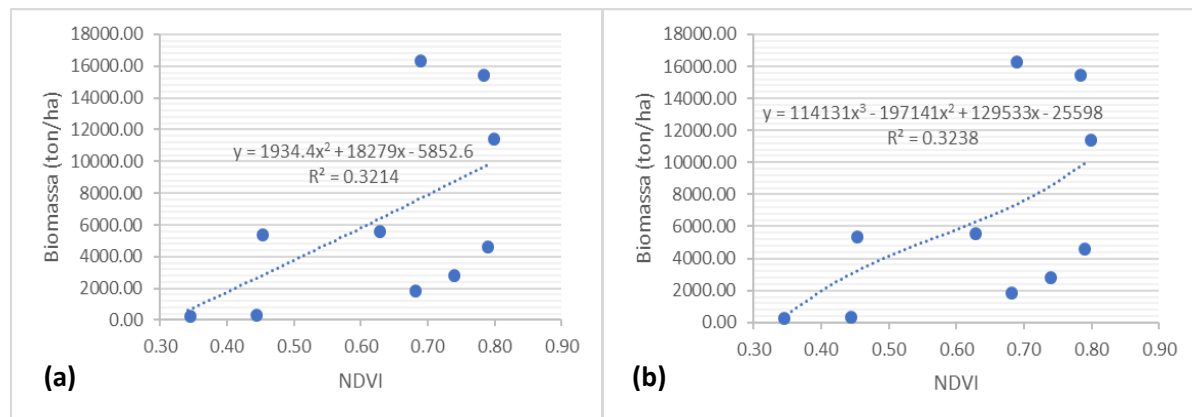 18000.00
16000.00
14000.00
12000.00
10000.00
8000.00
6000.00
4000.00
2000.00
0.00
Biomassa (ton/ha)
y = 1934.4x² + 18279x - 5852.6
R² = 0.3214
0.30 0.40 0.50 0.60 0.70 0.80 0.90
NDVI
(a)
18000.00
16000.00
14000.00
12000.00
10000.00
8000.00
6000.00
4000.00
2000.00
0.00
Biomassa (ton/ha)
y = 114131x³ - 197141x² + 129533x - 25598
R² = 0.3238
0.30 0.40 0.50 0.60 0.70 0.80 0.90
NDVI
(b)